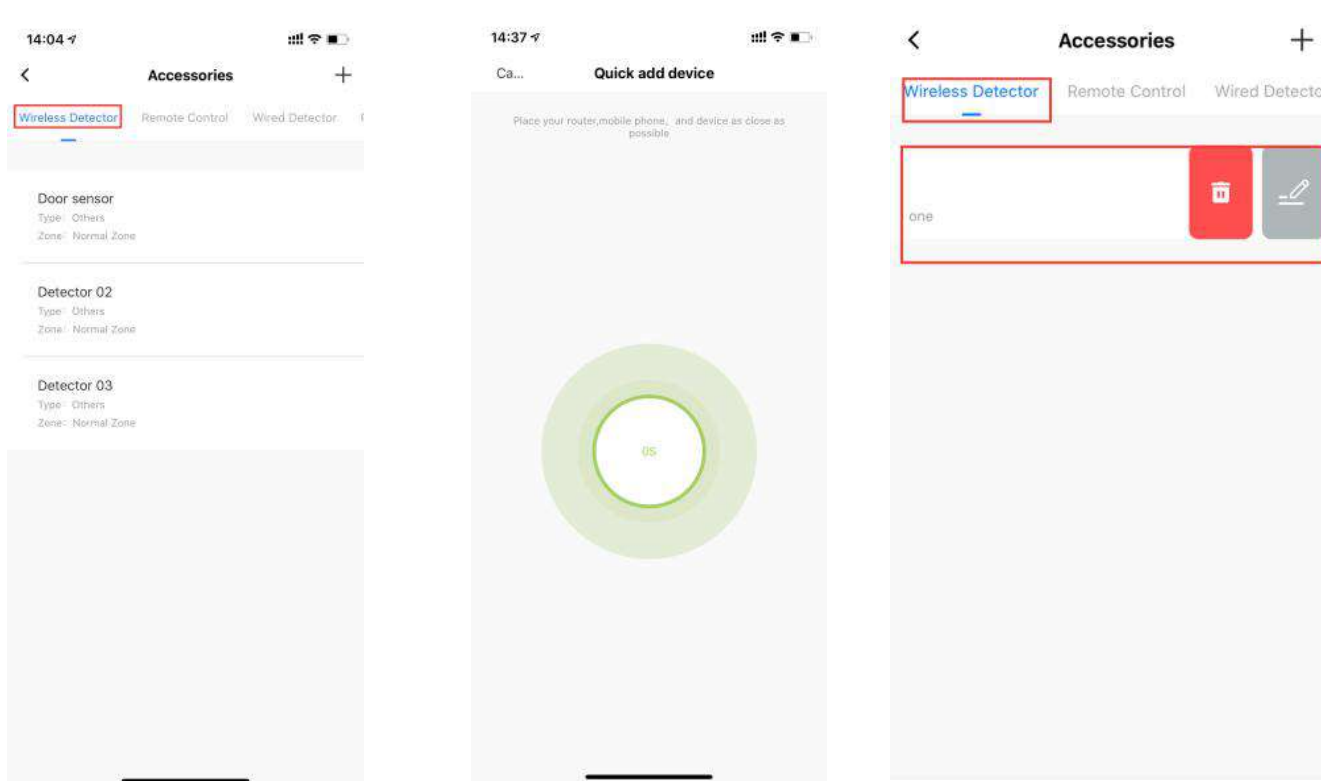 14:04
Accessories
Wireless Detector Remote Control Wired Detector
Door sensor
Type: Others
Zone: Normal Zone
Detector 02
Type: Others
Zone: Normal Zone
Detector 03
Type: Others
Zone: Normal Zone
14:37
Ca... Quick add device
Place your router,mobile phone, and device as close as
possible
0S
Accessories
Wireless Detector Remote Control Wired Detecto
one